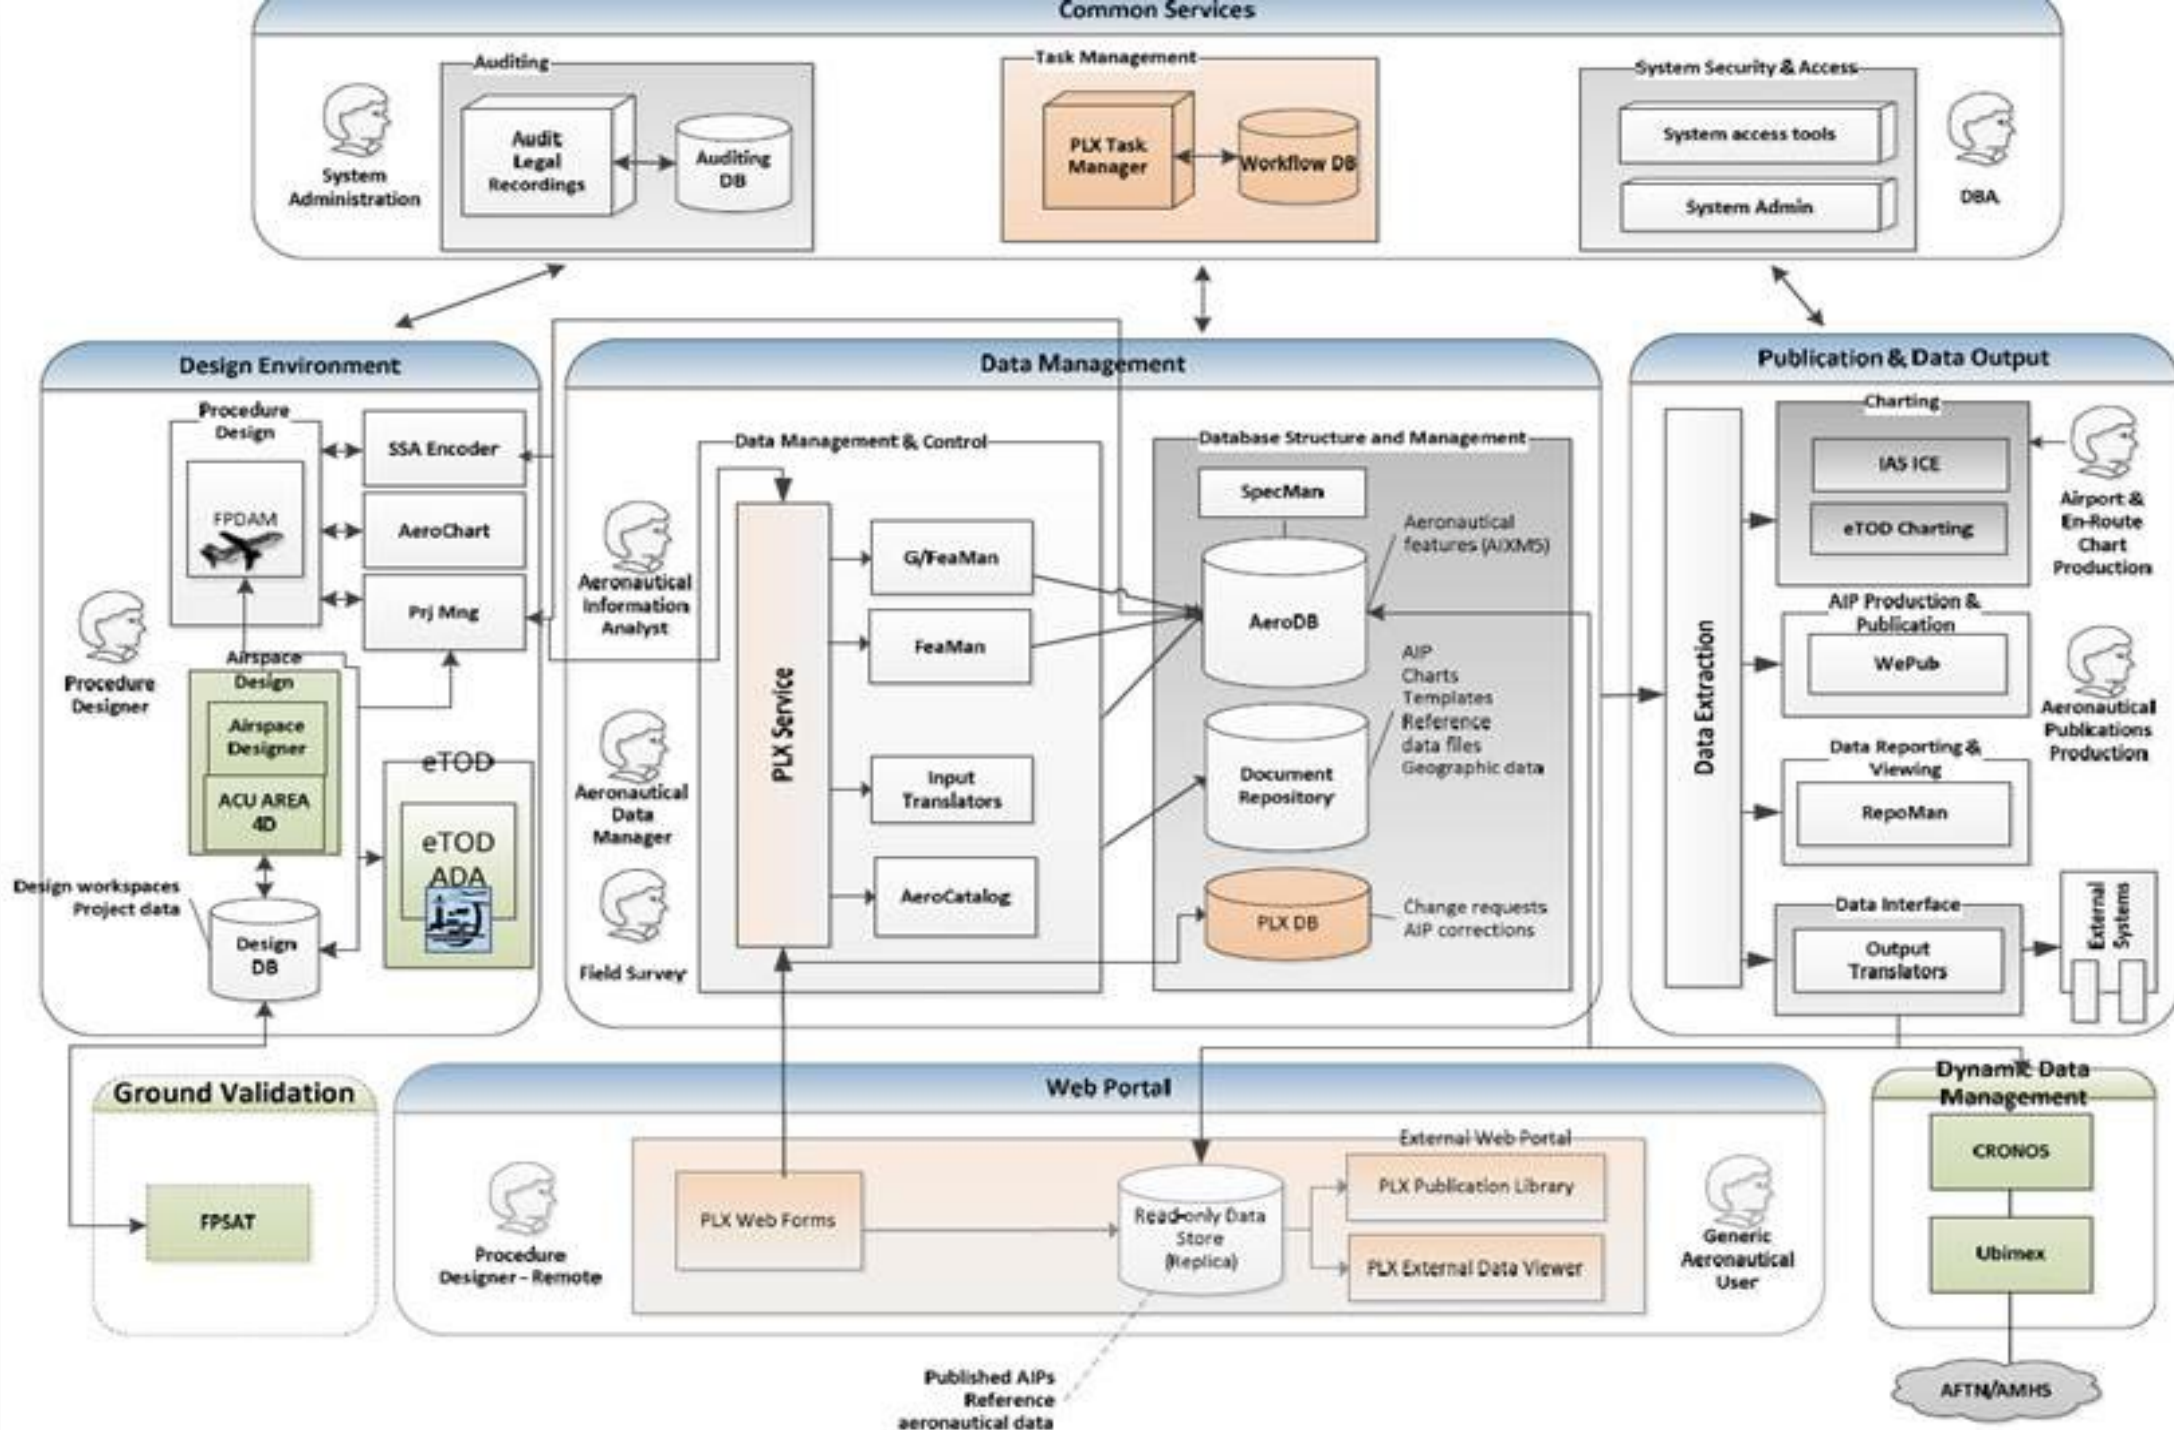 Common Services
Auditing
Task Management
System Security & Access
Audit
Legal
Recordings
Auditing
DB
PLX Task
Manager
Workflow DB
System access tools
System Admin
System
Administration
DBA
Design Environment
Data Management
Publication & Data Output
Procedure
Design
FPDAM
SSA Encoder
AeroChart
Prj Mng
Procedure
Designer
Airspace
Design
Airspace
Designer
ACU AREA
4D
eTOD
eTOD
ADA
Design workspaces
Project data
Design
DB
Data Management & Control
Aeronautical
Information
Analyst
Aeronautical
Data
Manager
Field Survey
PLX Service
G/FeaMan
FeaMan
Input
Translators
AeroCatalog
Database Structure and Management
SpecMan
AeroDB
Aeronautical
features (AIXM5)
AIP
Charts
Templates
Reference
data files
Geographic data
Document
Repository
PLX DB
Change requests
AIP corrections
Data Extraction
Charting
IAS ICE
eTOD Charting
Airport &
En-Route
Chart
Production
AIP Production &
Publication
WePub
Aeronautical
Publications
Production
Data Reporting &
Viewing
RepoMan
Data Interface
Output
Translators
External
Systems
Ground Validation
FPSAT
Web Portal
External Web Portal
Procedure
Designer - Remote
PLX Web Forms
Read-only Data
Store
(Replica)
PLX Publication Library
PLX External Data Viewer
Generic
Aeronautical
User
Published AIPs
Reference
aeronautical data
Dynamic Data
Management
CRONOS
Ubimex
AFTN/AMHS